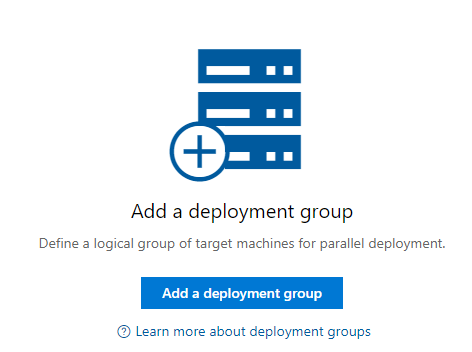 Add a deployment group
Define a logical group of target machines for parallel deployment.
Add a deployment group
Learn more about deployment groups